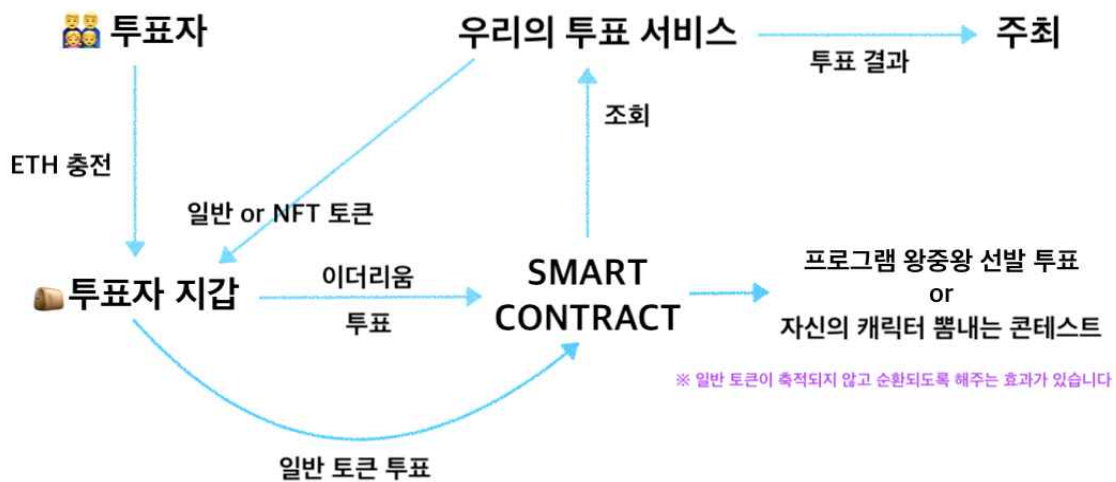 투표자
우리의 투표 서비스
주최
투표 결과
조회
ETH 충전
일반 or NFT 토큰
투표자 지갑
이더리움
투표
SMART
CONTRACT
프로그램 왕중왕 선발 투표
or
자신의 캐릭터 뽐내는 콘테스트
※ 일반 토큰이 축적되지 않고 순환되도록 해주는 효과가 있습니다
일반 토큰 투표